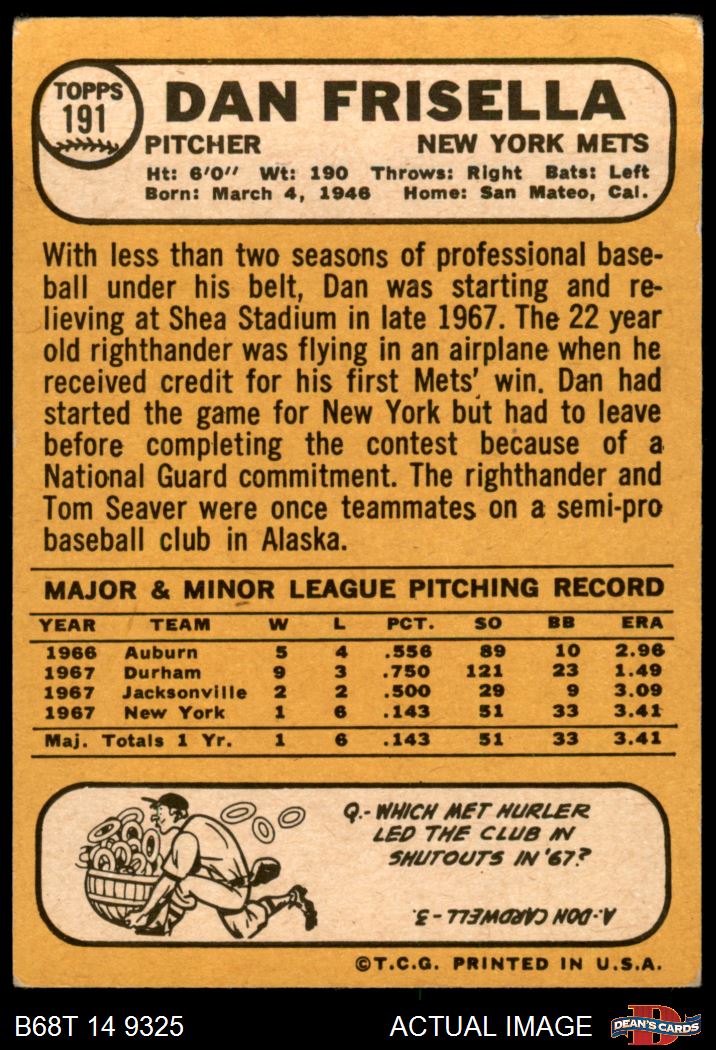 TOPPS
191
DAN FRISELLA
PITCHER NEW YORK METS
Ht: 6'0" Wt: 190 Throws: Right Bats: Left
Born: March 4, 1946 Home: San Mateo, Cal.
With less than two seasons of professional base-
ball under his belt, Dan was starting and re-
lieving at Shea Stadium in late 1967. The 22 year
old righthander was flying in an airplane when he
received credit for his first Mets' win. Dan had
started the game for New York but had to leave
before completing the contest because of a
National Guard commitment. The righthander and
Tom Seaver were once teammates on a semi-pro
baseball club in Alaska.
MAJOR & MINOR LEAGUE PITCHING RECORD
YEAR TEAM W L PCT. SO BB ERA
1966 Auburn 5 4 .556 89 10 2.96
1967 Durham 9 3 .750 121 23 1.49
1967 Jacksonville 2 2 .500 29 9 3.09
1967 New York 1 6 .143 51 33 3.41
Maj. Totals 1 Yr. 1 6 .143 51 33 3.41
Q.- WHICH MET HURLER
LED THE CLUB IN
SHUTOUTS IN '67?
A: DON CARDWELL - 3.
©T.C.G. PRINTED IN U.S.A.
B68T 14 9325 ACTUAL IMAGE DEAN'S CARDS